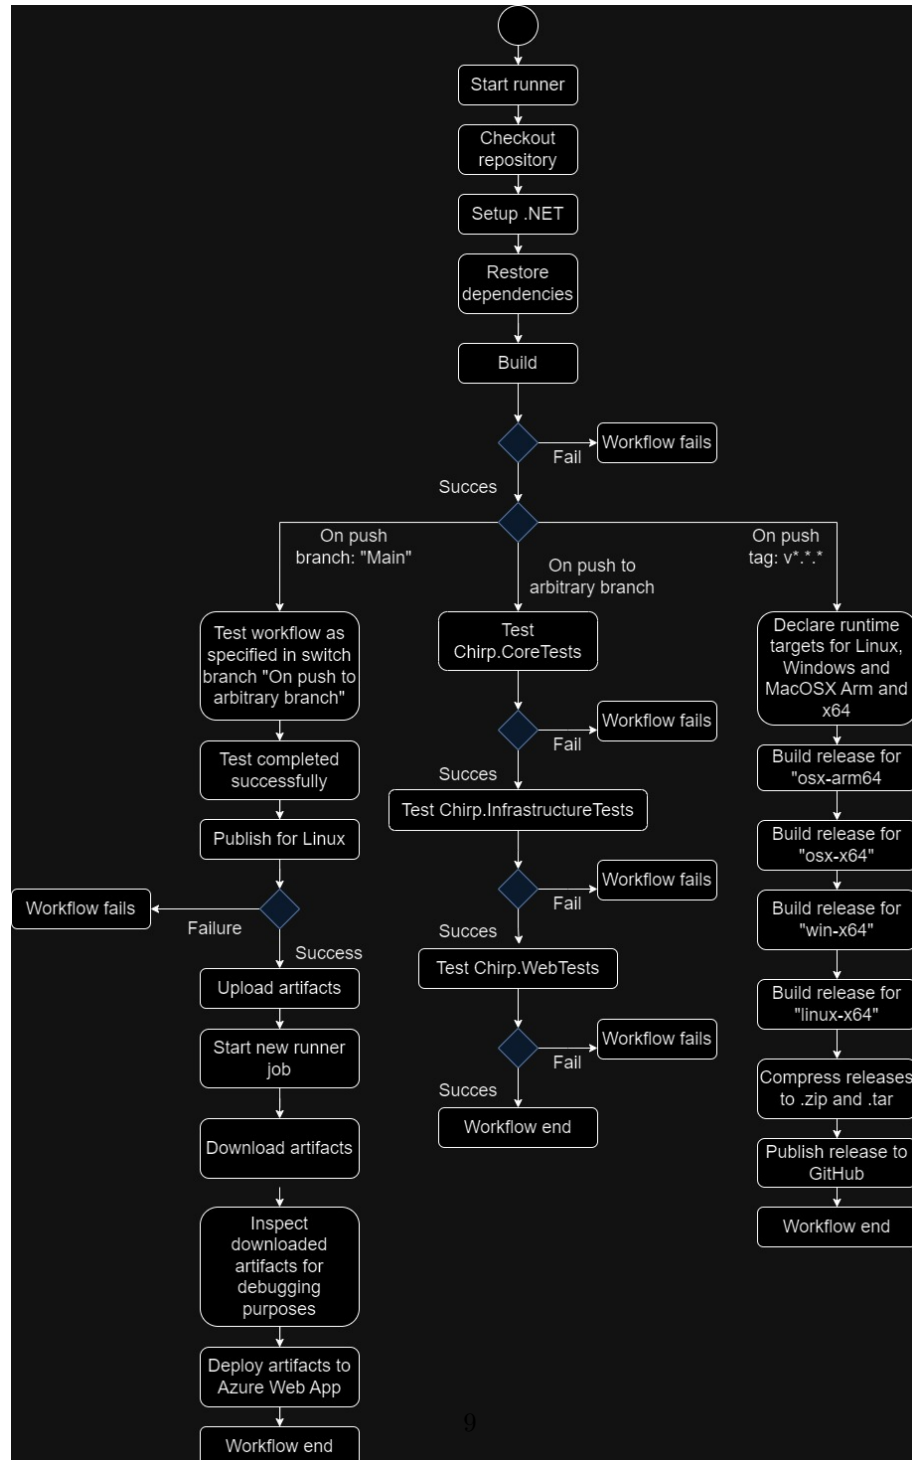 Start runner
Checkout
repository
Setup .NET
Restore
dependencies
Build
Workflow fails
Fail
Succes
On push
branch: "Main"
On push to
arbitrary branch
On push
tag: v*.*.*
Test workflow as
specified in switch
branch "On push to
arbitrary branch"
Test completed
successfully
Publish for Linux
Workflow fails
Failure
Success
Upload artifacts
Start new runner
job
Download artifacts
Inspect
downloaded
artifacts for
debugging
purposes
Deploy artifacts to
Azure Web App
Workflow end
Test
Chirp.CoreTests
Workflow fails
Fail
Succes
Test Chirp.InfrastructureTests
Workflow fails
Fail
Succes
Test Chirp.WebTests
Workflow fails
Fail
Succes
Workflow end
Declare runtime
targets for Linux,
Windows and
MacOSX Arm and
x64
Build release for
"osx-arm64
Build release for
"osx-x64"
Build release for
"win-x64"
Build release for
"linux-x64"
Compress releases
to .zip and .tar
Publish release to
GitHub
Workflow end
9